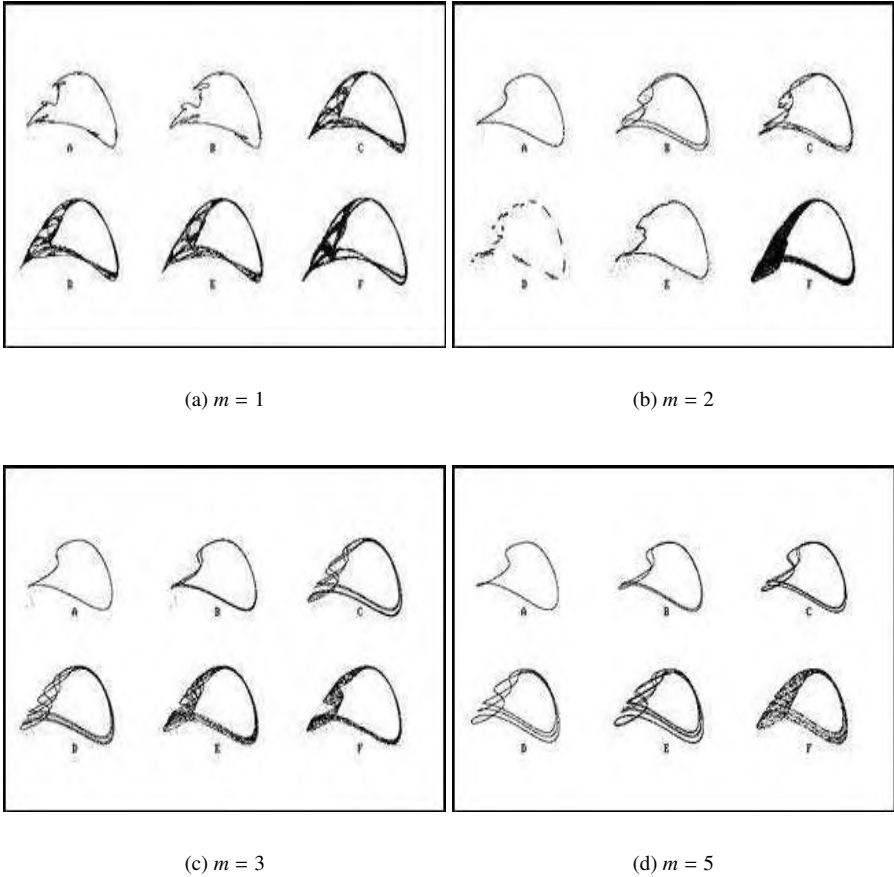 A B C A B C
D E F D E F
(a) m = 1 (b) m = 2
A B C A B C
D E F D E F
(c) m = 3 (d) m = 5